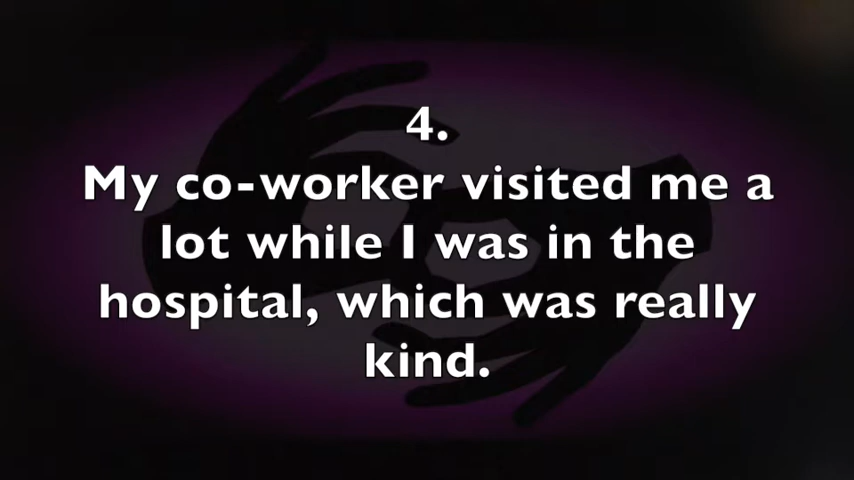 4.
My co-worker visited me a
lot while I was in the
hospital, which was really
kind.